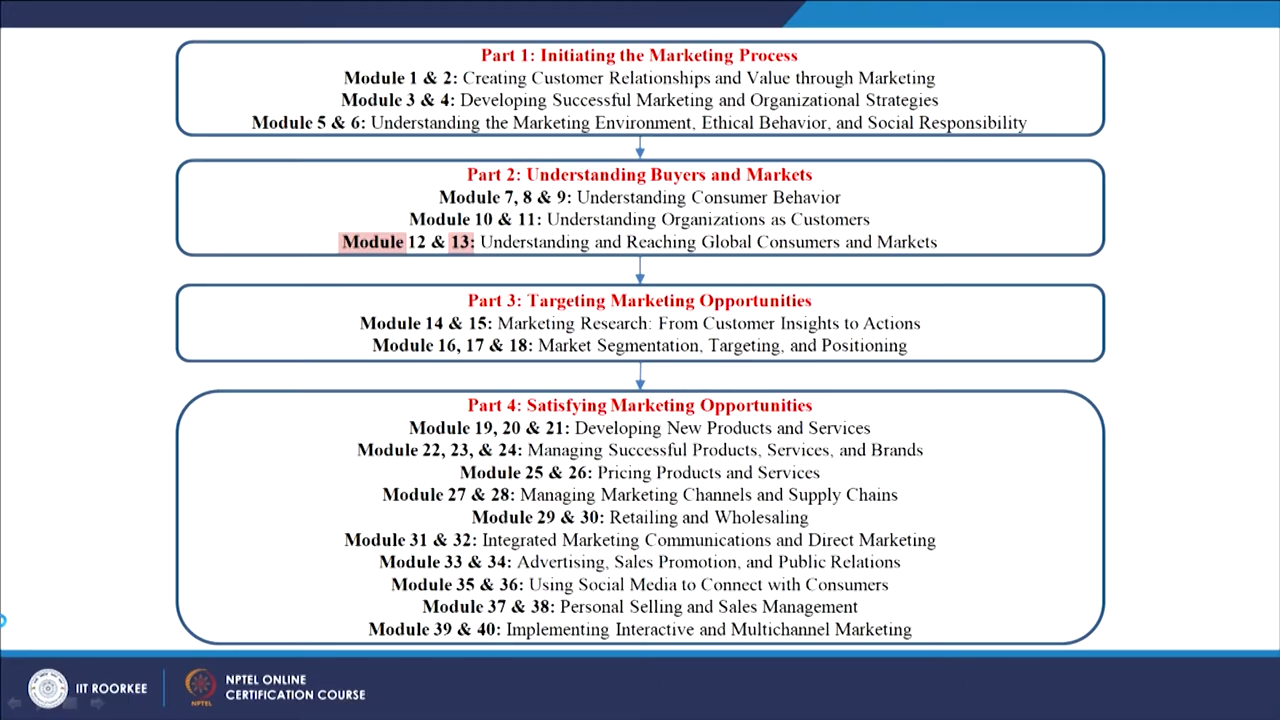 Part 1: Initiating the Marketing Process
Module 1 & 2: Creating Customer Relationships and Value through Marketing
Module 3 & 4: Developing Successful Marketing and Organizational Strategies
Module 5 & 6: Understanding the Marketing Environment, Ethical Behavior, and Social Responsibility
Part 2: Understanding Buyers and Markets
Module 7, 8 & 9: Understanding Consumer Behavior
Module 10 & 11: Understanding Organizations as Customers
Module 12 & 13: Understanding and Reaching Global Consumers and Markets
Part 3: Targeting Marketing Opportunities
Module 14 & 15: Marketing Research: From Customer Insights to Actions
Module 16, 17 & 18: Market Segmentation, Targeting, and Positioning
Part 4: Satisfying Marketing Opportunities
Module 19, 20 & 21: Developing New Products and Services
Module 22, 23, & 24: Managing Successful Products, Services, and Brands
Module 25 & 26: Pricing Products and Services
Module 27 & 28: Managing Marketing Channels and Supply Chains
Module 29 & 30: Retailing and Wholesaling
Module 31 & 32: Integrated Marketing Communications and Direct Marketing
Module 33 & 34: Advertising, Sales Promotion, and Public Relations
Module 35 & 36: Using Social Media to Connect with Consumers
Module 37 & 38: Personal Selling and Sales Management
Module 39 & 40: Implementing Interactive and Multichannel Marketing
IIT ROORKEE
NPTEL
NPTEL ONLINE
CERTIFICATION COURSE